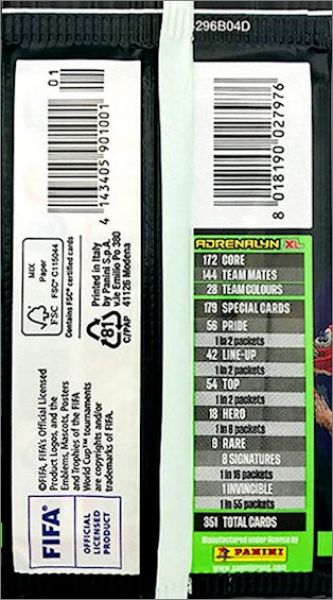 296B04D
0.1
4 143405 901001
MIX
Paper
FSC
FSC® C115044
Contains FSC® certified cards
Printed in Italy
by Panini S.p.A.
v.le Emilio Po 380
41126 Modena
81
C/PAP
©FIFA, FIFA's Official Licensed
Product Logos, and the
Emblems, Mascots, Posters
and Trophies of the FIFA
World Cup™ tournaments
are copyrights and/or
trademarks of FIFA.
FIFA®
OFFICIAL
LICENSED
PRODUCT
8 018190 027976
ADRENALYN XL
172 CORE
144 TEAM MATES
28 TEAM COLOURS
179 SPECIAL CARDS
56 PRIDE
1 in 2 packets
42 LINE-UP
1 in 2 packets
54 TOP
1 in 2 packets
18 HERO
1 in 8 packets
9 RARE
8 SIGNATURES
1 in 16 packets
1 INVINCIBLE
1 in 55 packets
351 TOTAL CARDS
Manufactured under licence by
PANINI
www.paninigroup.com